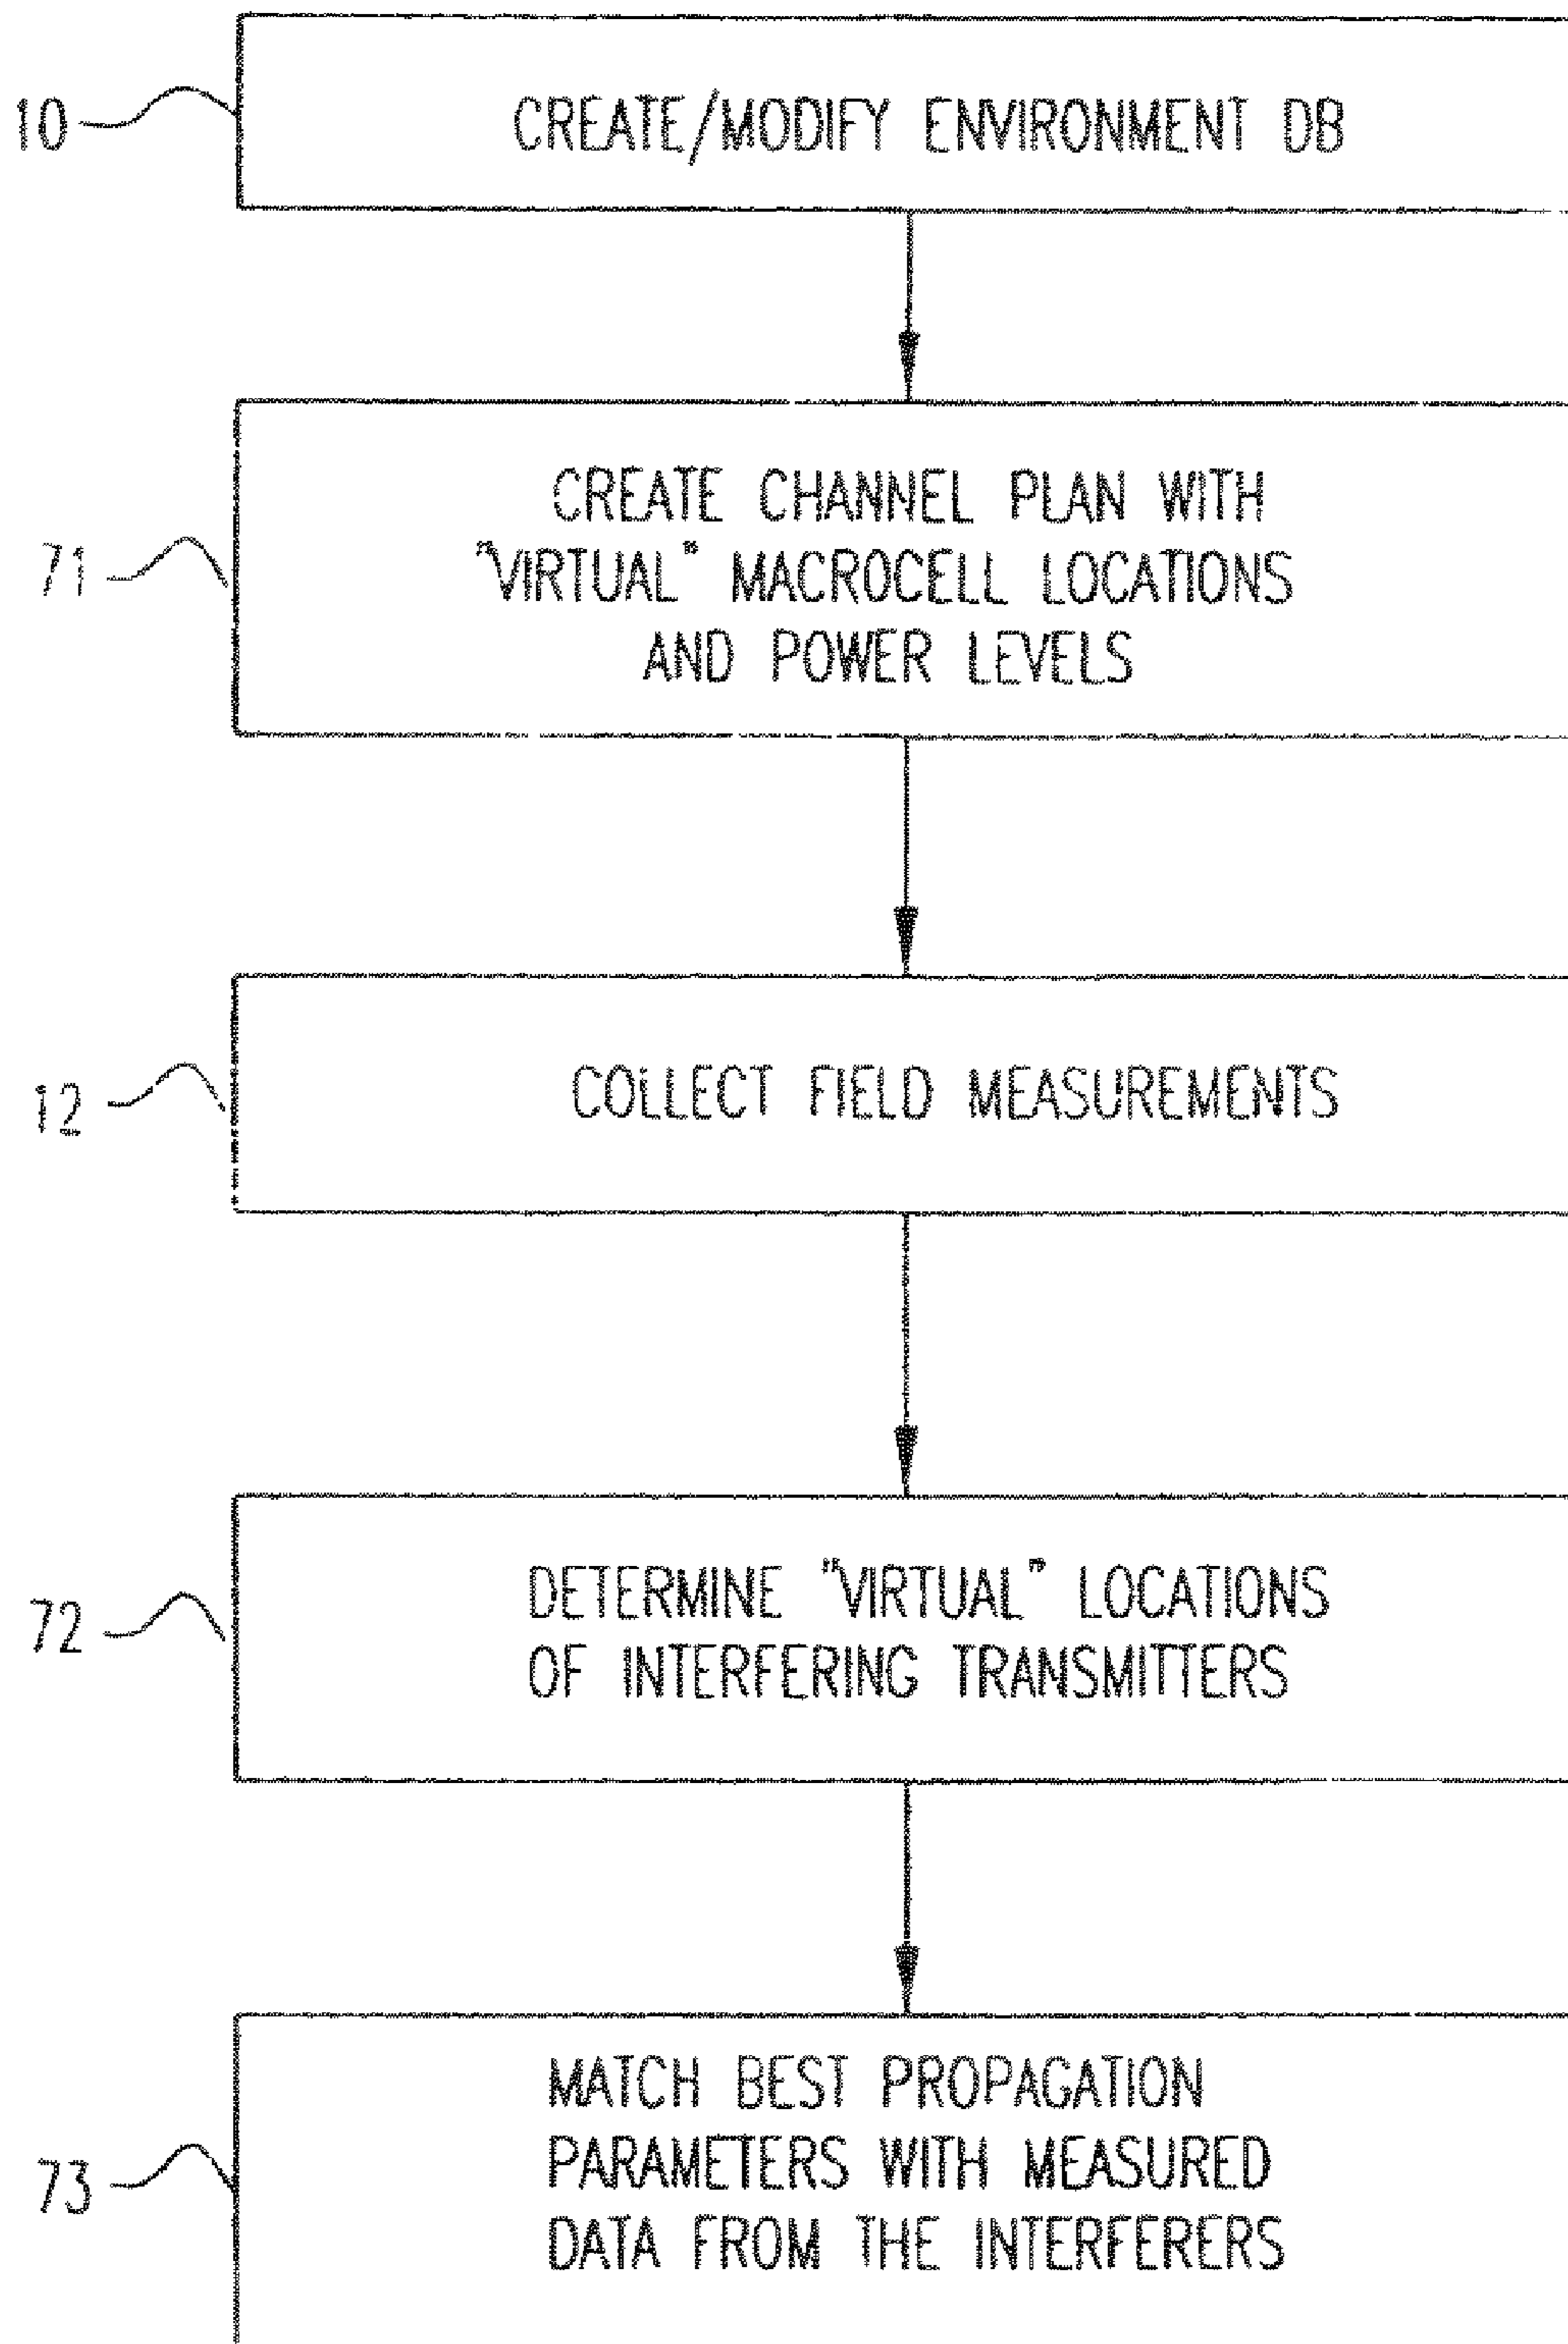 10
CREATE/MODIFY ENVIRONMENT DB
CREATE CHANNEL PLAN WITH
"VIRTUAL" MACROCELL LOCATIONS
AND POWER LEVELS
71
COLLECT FIELD MEASUREMENTS
12
DETERMINE "VIRTUAL" LOCATIONS
OF INTERFERING TRANSMITTERS
72
MATCH BEST PROPAGATION
PARAMETERS WITH MEASURED
DATA FROM THE INTERFERERS
73